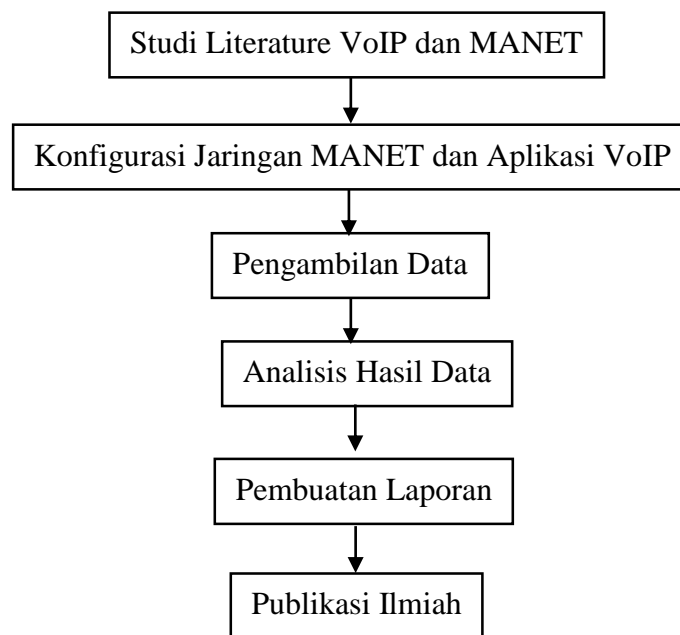 Studi Literature VoIP dan MANET
Konfigurasi Jaringan MANET dan Aplikasi VoIP
Pengambilan Data
Analisis Hasil Data
Pembuatan Laporan
Publikasi Ilmiah